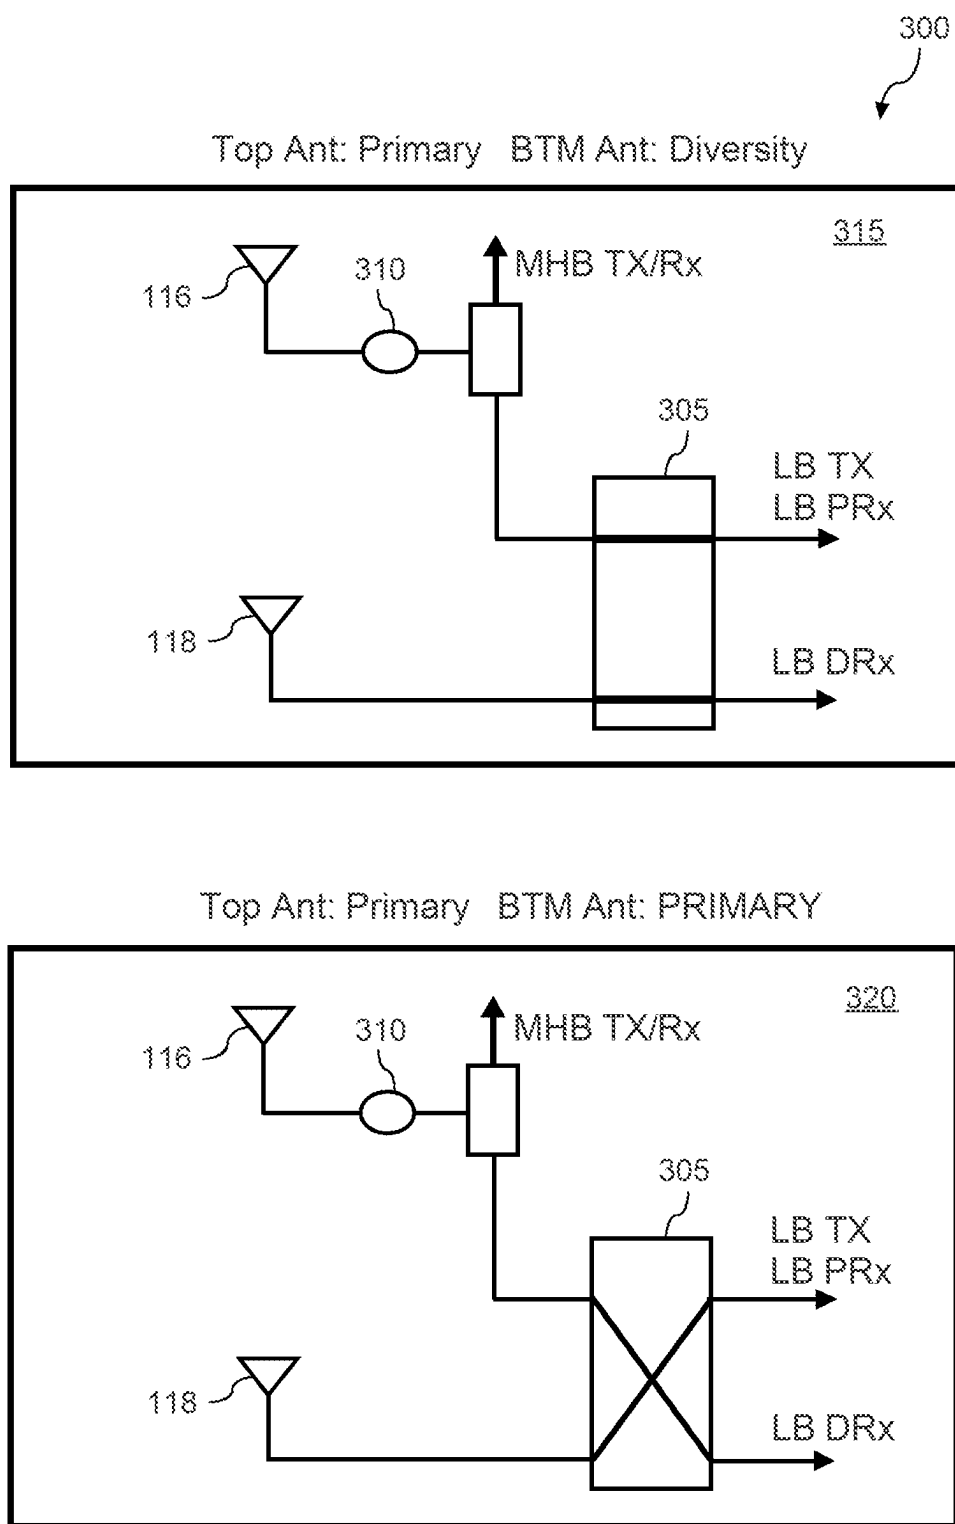 300
Top Ant: Primary BTM Ant: Diversity
315
116
310
MHB TX/Rx
305
LB TX
LB PRx
118
LB DRx
Top Ant: Primary BTM Ant: PRIMARY
320
116
310
MHB TX/Rx
305
LB TX
LB PRx
118
LB DRx